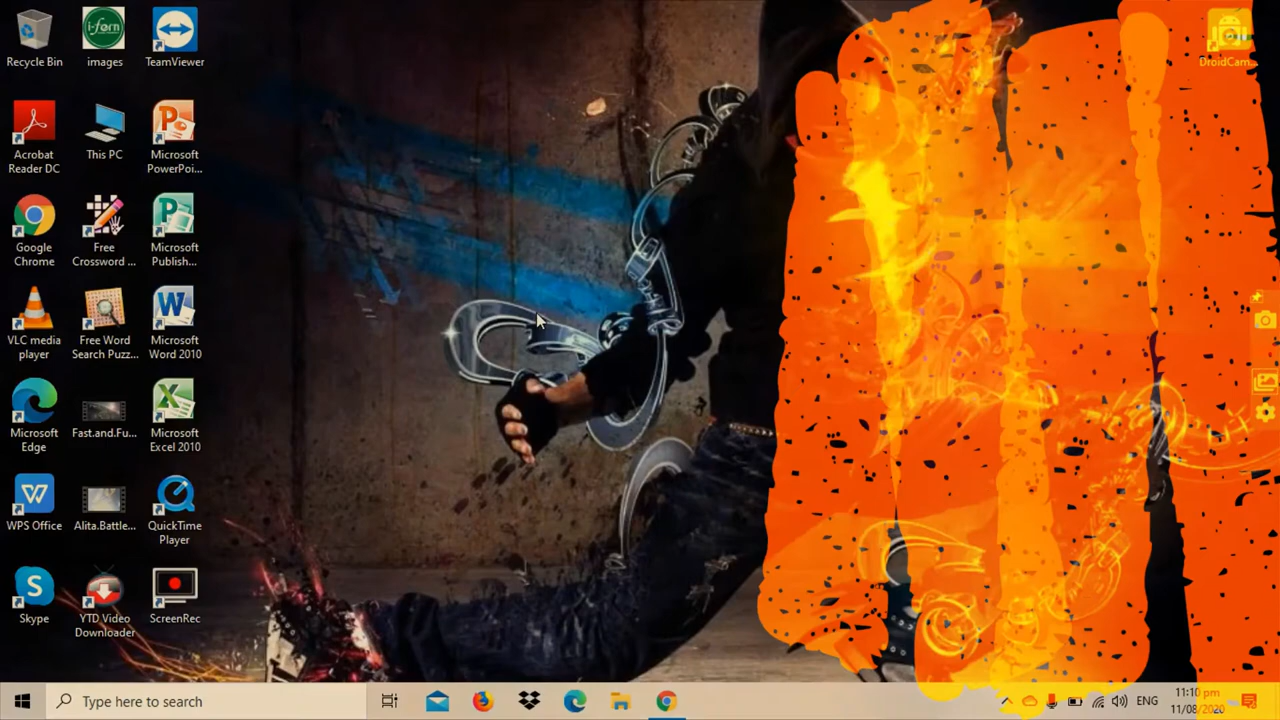 Recycle Bin
i-forn
images
TeamViewer
Acrobat
Reader DC
This PC
Microsoft
PowerPoi...
Google
Chrome
Free
Crossword ...
Microsoft
Publish...
VLC media
player
Free Word
Search Puzz...
Microsoft
Word 2010
Microsoft
Edge
Fast.and.Fu...
Microsoft
Excel 2010
WPS Office
Alita.Battle...
QuickTime
Player
Skype
YTD Video
Downloader
ScreenRec
DroidCam...
Type here to search
ENG
11:10 pm
11/08/2020